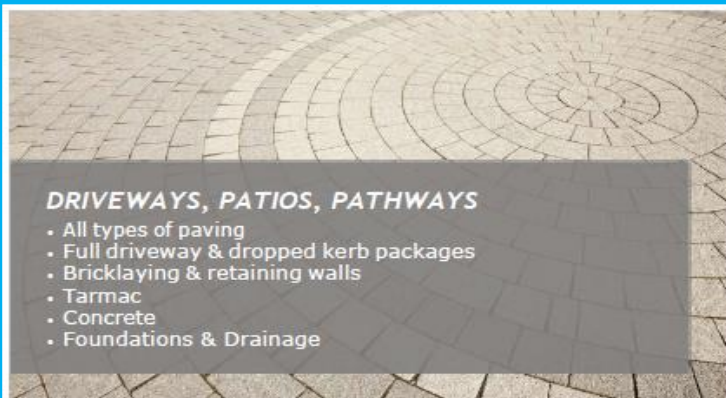 DRIVEWAYS, PATIOS, PATHWAYS
• All types of paving
• Full driveway & dropped kerb packages
• Bricklaying & retaining walls
• Tarmac
• Concrete
• Foundations & Drainage